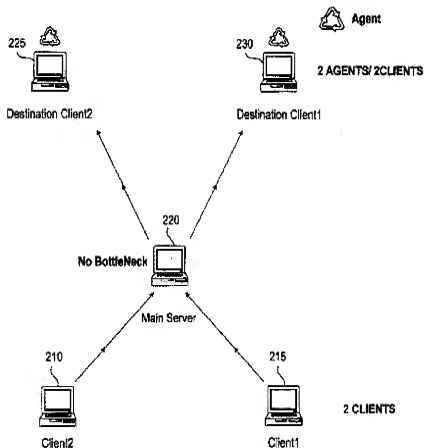 Agent
225
230
2 AGENTS/ 2CLIENTS
Destination Client2
Destination Client1
220
No BottleNeck
Main Server
210
215
2 CLIENTS
Client2
Client1